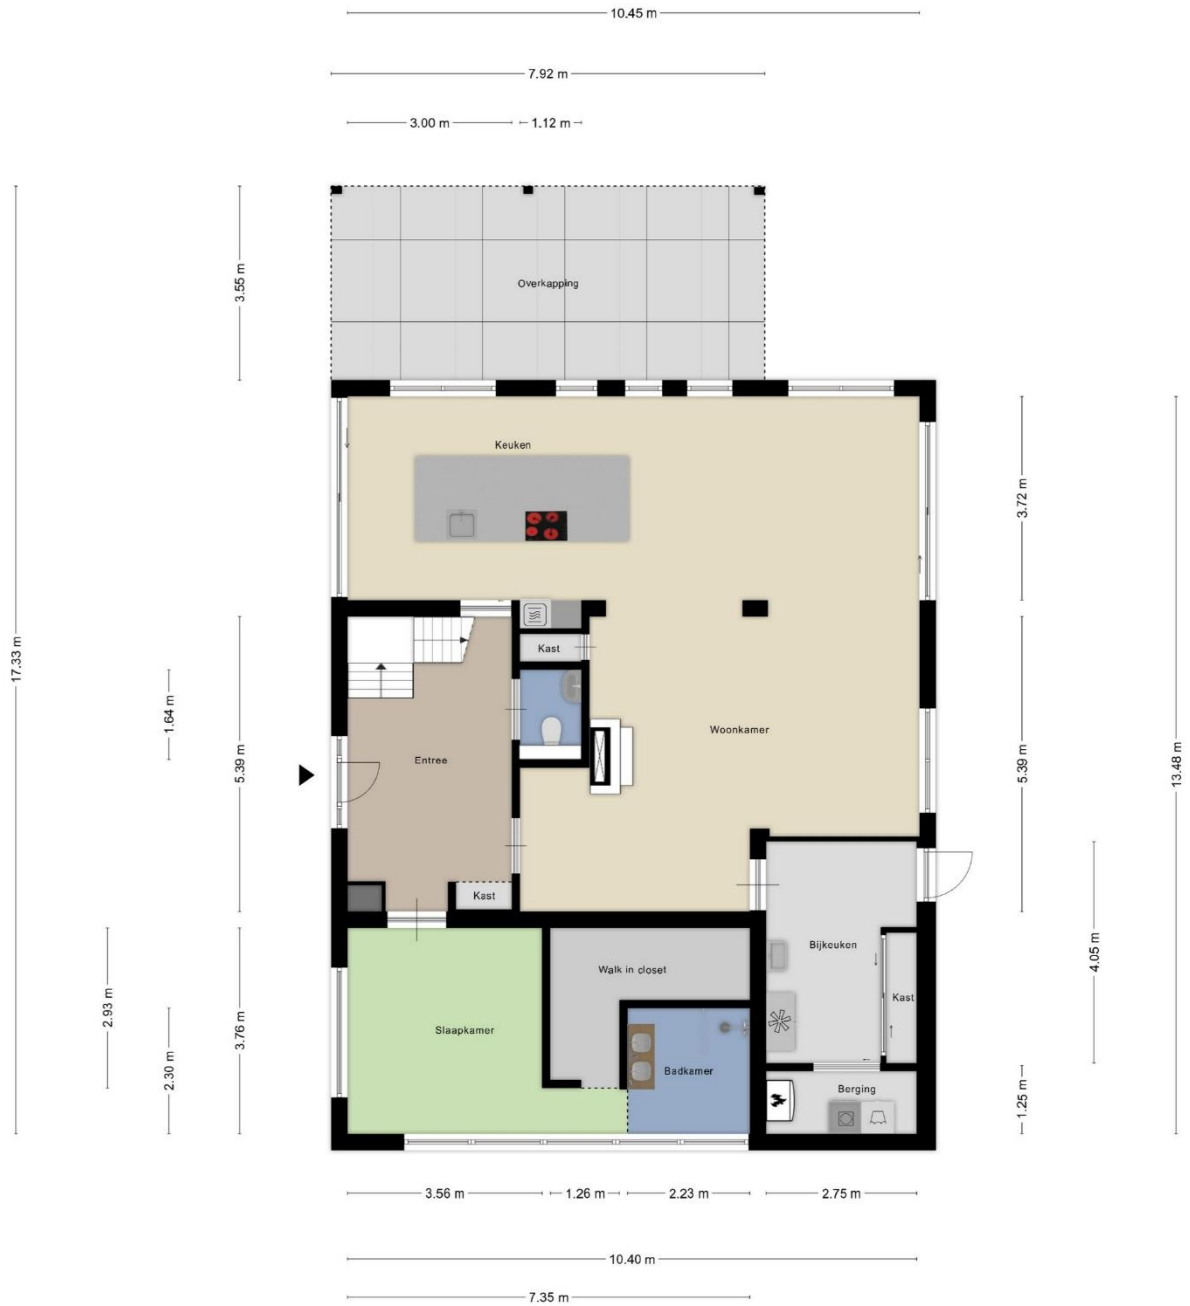 10.45 m
7.92 m
3.00 m
1.12 m
17.33 m
3.55 m
Overkapping
Keuken
3.72 m
Kast
1.64 m
5.39 m
Entree
Woonkamer
5.39 m
13.48 m
Kast
Bijkeuken
4.05 m
2.93 m
Walk in closet
Kast
Slaapkamer
3.76 m
2.30 m
Badkamer
Berging
1.25 m
3.56 m
1.26 m
2.23 m
2.75 m
10.40 m
7.35 m